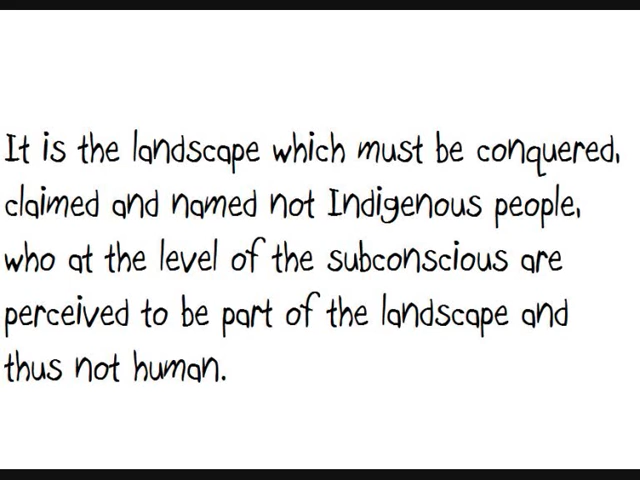 It is the landscape which must be conquered,
claimed and named not Indigenous people,
who at the level of the subconscious are
perceived to be part of the landscape and
thus not human.